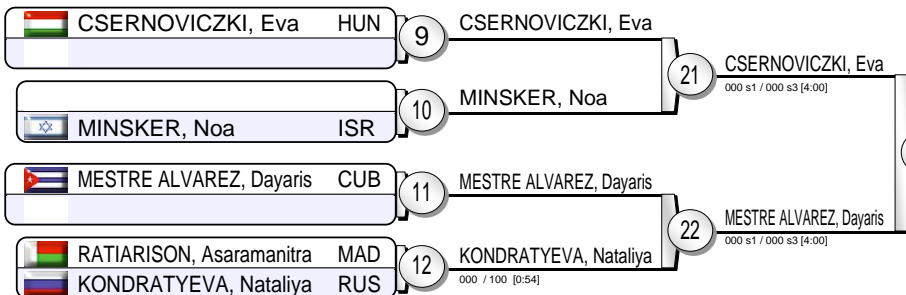 CSERNOVICZKI, Eva HUN
9
CSERNOVICZKI, Eva
21
CSERNOVICZKI, Eva
000 s1 / 000 s3 [4:00]
10
MINSKER, Noa
MINSKER, Noa ISR
MESTRE ALVAREZ, Dayaris CUB
11
MESTRE ALVAREZ, Dayaris
22
MESTRE ALVAREZ, Dayaris
000 s1 / 000 s3 [4:00]
RATIARISON, Asaramanitra MAD
12
KONDRATYEVA, Nataliya
000 / 100 [0:54]
KONDRATYEVA, Nataliya RUS